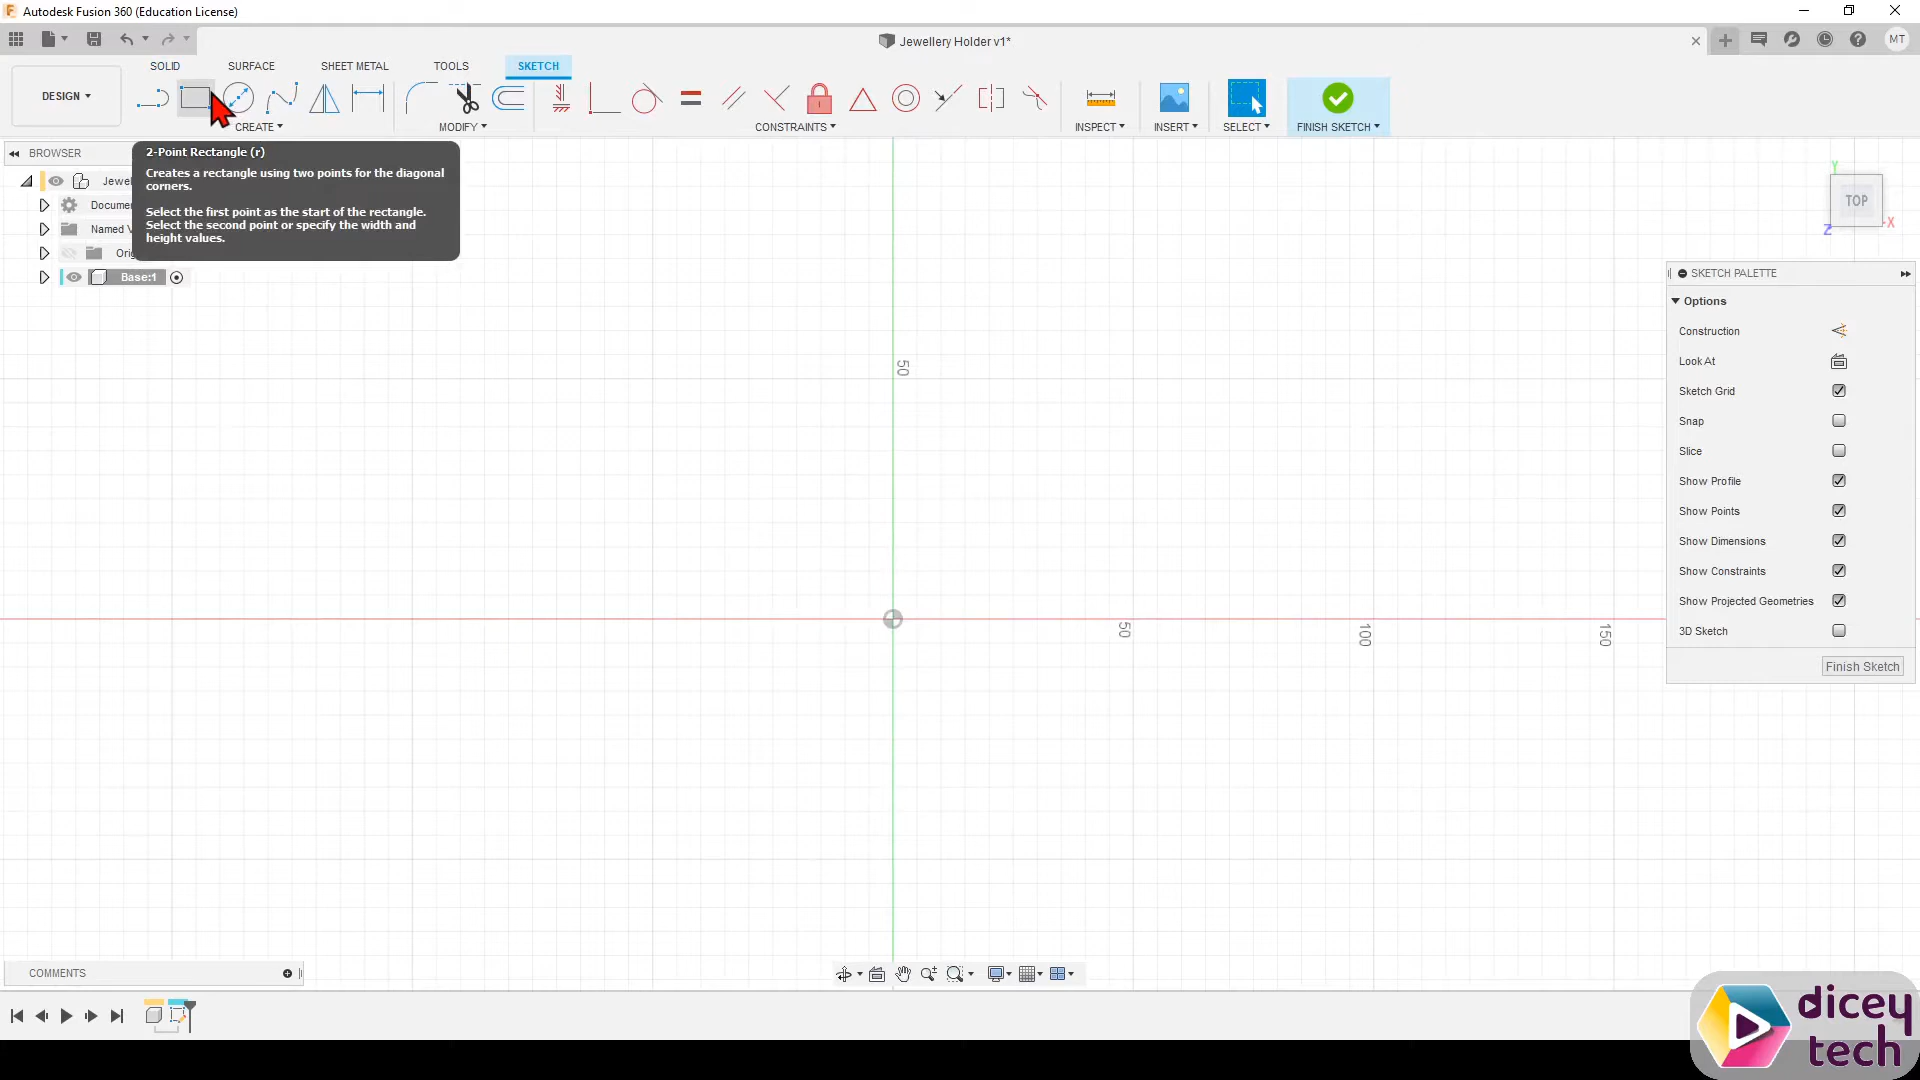 Autodesk Fusion 360 (Education License)
Jewellery Holder v1*
MT
SOLID
SURFACE
SHEET METAL
TOOLS
SKETCH
DESIGN
CREATE
MODIFY
CONSTRAINTS
INSPECT
INSERT
SELECT
FINISH SKETCH
BROWSER
2-Point Rectangle (r)
Creates a rectangle using two points for the diagonal
corners.
Select the first point as the start of the rectangle.
Select the second point or specify the width and
height values.
Jewel
Docume
Named V
Orig
Base:1
50
50
100
150
Y
TOP
X
Z
SKETCH PALETTE
Options
Construction
Look At
Sketch Grid
Snap
Slice
Show Profile
Show Points
Show Dimensions
Show Constraints
Show Projected Geometries
3D Sketch
Finish Sketch
COMMENTS
dicey
tech